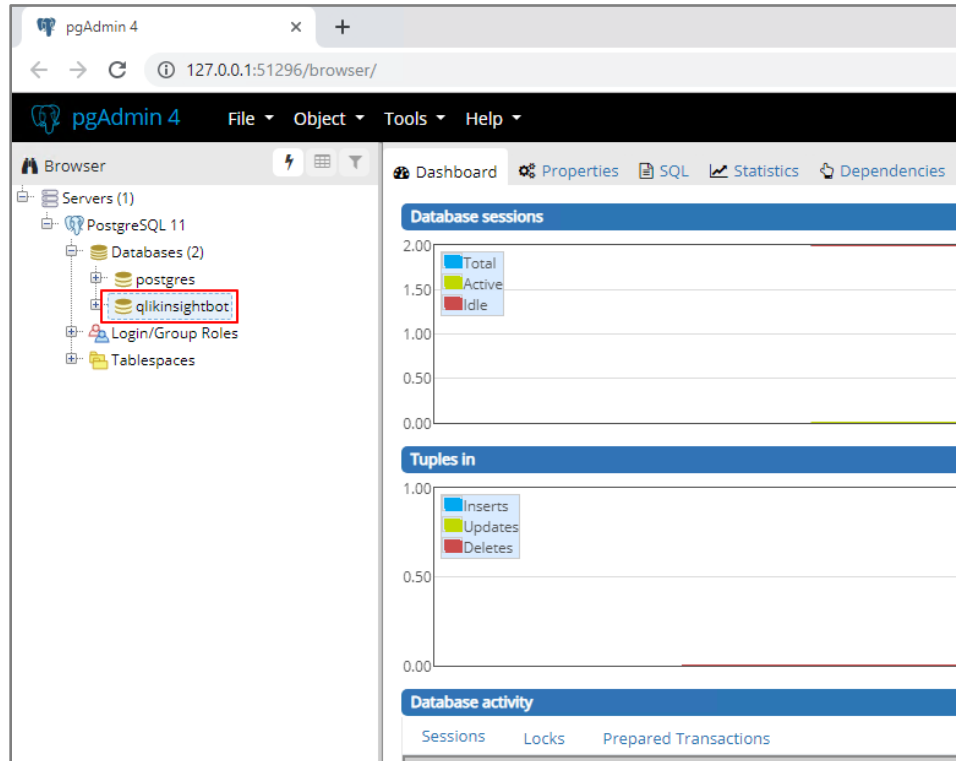 pgAdmin 4
127.0.0.1:51296/browser/
pgAdmin 4 File Object Tools Help
Browser
Servers (1)
PostgreSQL 11
Databases (2)
postgres
qlikinsightbot
Login/Group Roles
Tablespaces
Dashboard Properties SQL Statistics Dependencies
Database sessions
2.00
Total
Active
1.50
Idle
1.00
0.50
0.00
Tuples in
1.00
Inserts
Updates
Deletes
0.50
0.00
Database activity
Sessions Locks Prepared Transactions